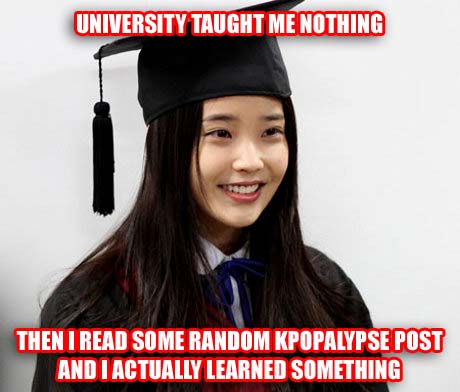 UNIVERSITY TAUGHT ME NOTHING
THEN I READ SOME RANDOM KPOPALYPSE POST
AND I ACTUALLY LEARNED SOMETHING